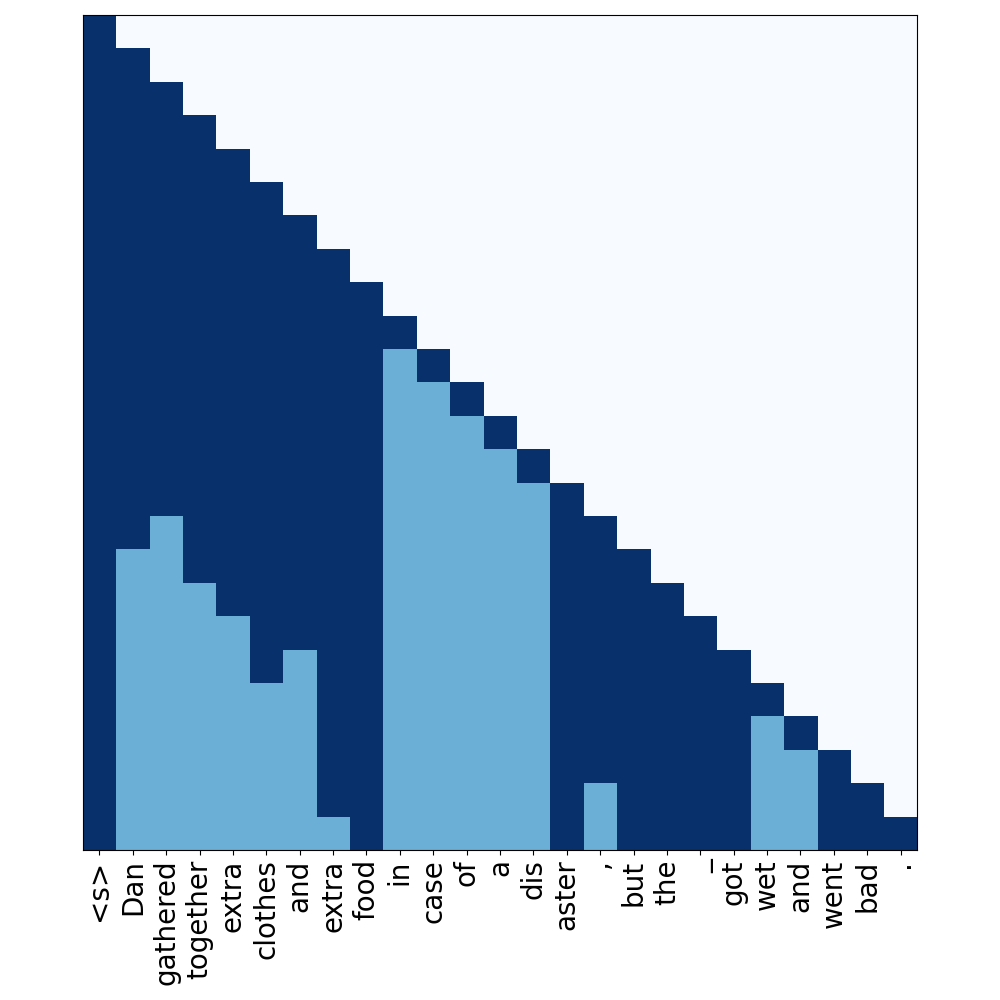 <s> Dan gathered together extra clothes and extra food in case of a dis aster , but the _ got wet and went bad .